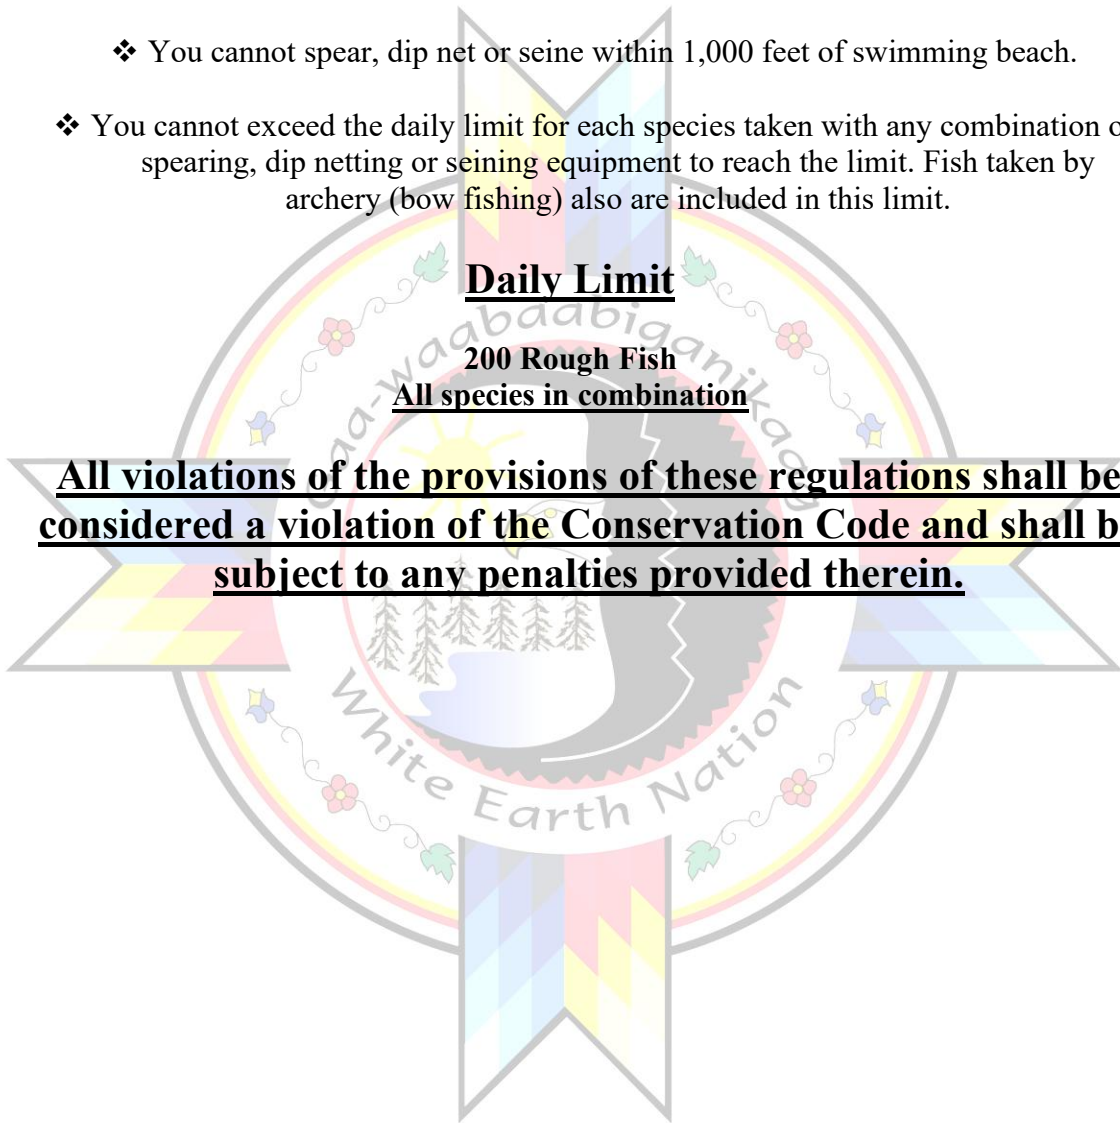 ❖ You cannot spear, dip net or seine within 1,000 feet of swimming beach.
❖ You cannot exceed the daily limit for each species taken with any combination o
spearing, dip netting or seining equipment to reach the limit. Fish taken by
archery (bow fishing) also are included in this limit.
Daily Limit
Gaa-waabaabiganikaag
200 Rough Fish
All species in combination
All violations of the provisions of these regulations shall be
considered a violation of the Conservation Code and shall b
subject to any penalties provided therein.
White Earth Nation